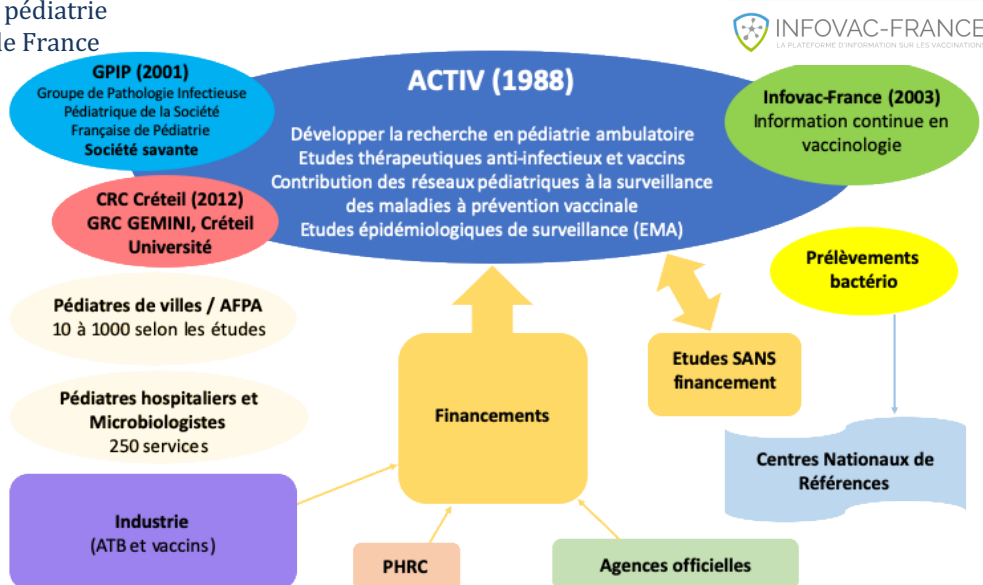 pédiatrie
de France
INFOVAC-FRANCE
LA PLATEFORME D'INFORMATION SUR LES VACCINATIONS
GPIP (2001)
Groupe de Pathologie Infectieuse
Pédiatrique de la Société
Française de Pédiatrie
Société savante
ACTIV (1988)
Développer la recherche en pédiatrie ambulatoire
Etudes thérapeutiques anti-infectieux et vaccins
Contribution des réseaux pédiatriques à la surveillance
des maladies à prévention vaccinale
Etudes épidémiologiques de surveillance (EMA)
Infovac-France (2003)
Information continue en
vaccinologie
CRC Créteil (2012)
GRC GEMINI, Créteil
Université
Prélèvements
bactério
Pédiatres de villes / AFPA
10 à 1000 selon les études
Pédiatres hospitaliers et
Microbiologistes
250 services
Financements
Etudes SANS
financement
Centres Nationaux de
Références
Industrie
(ATB et vaccins)
PHRC
Agences officielles